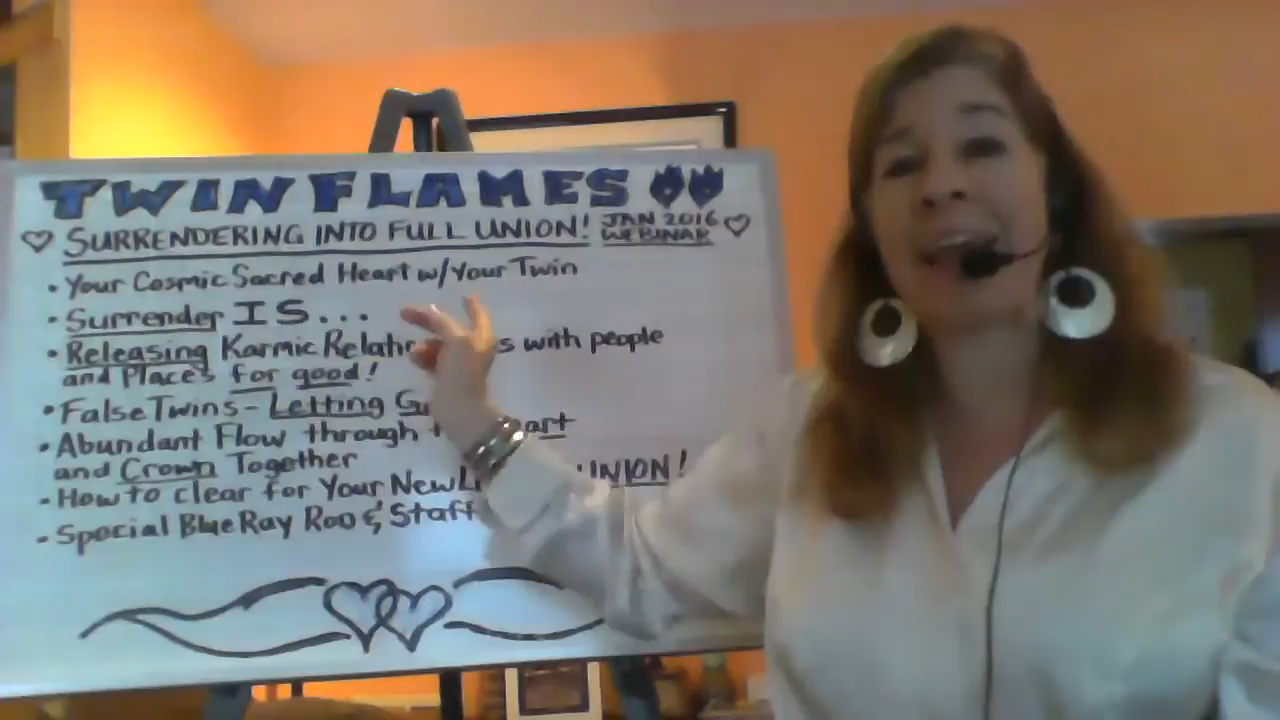 TWIN FLAMES
SURRENDERING INTO FULL UNION! JAN 2016
WEBINAR
• Your Cosmic Sacred Heart w/Your Twin
• Surrender IS...
• Releasing Karmic Relati s with people
and Places for good!
• False Twins - Letting G
• Abundant Flow through art
and Crown Together
• How to clear for Your New L UNION!
• Special Blue Ray Rod & Staff